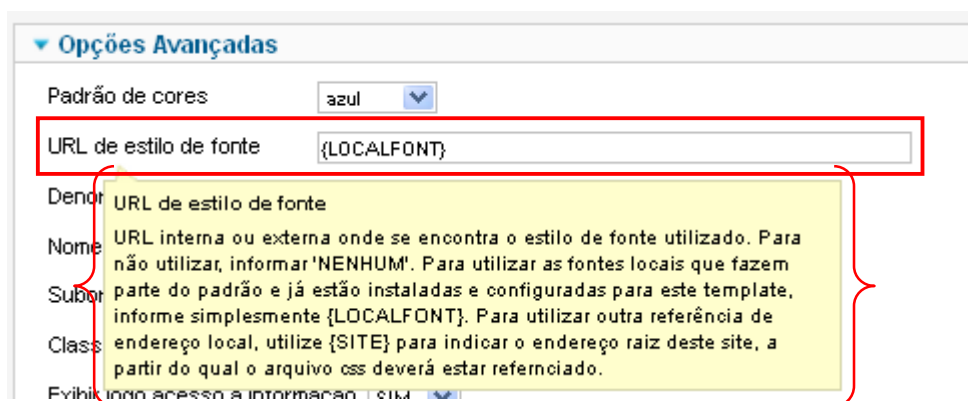 Opções Avançadas
Padrão de cores azul
URL de estilo de fonte {LOCALFONT}
URL de estilo de fonte
URL interna ou externa onde se encontra o estilo de fonte utilizado. Para
Nome
não utilizar, informar 'NENHUM'. Para utilizar as fontes locais que fazem
parte do padrão e já estão instaladas e configuradas para este template,
informe simplesmente {LOCALFONT}. Para utilizar outra referência de
endereço local, utilize {SITE} para indicar o endereço raiz deste site, a
partir do qual o arquivo css deverá estar refernciado.
Exibir logo acesso a informação SIM